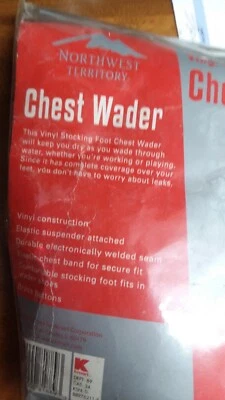 NORTHWEST
TERRITORY
Chest Wader
Che
This Vinyl Stocking Foot Chest Wader
will keep you dry as you wade through
water, whether you're working or playing.
Since it has complete coverage over your
feet, you don't have to worry about leaks.
Vinyl construction
Elastic suspender attached
Durable electronically welded seam
chest band for secure fit
stocking foot fits in
shoes
buttons
K